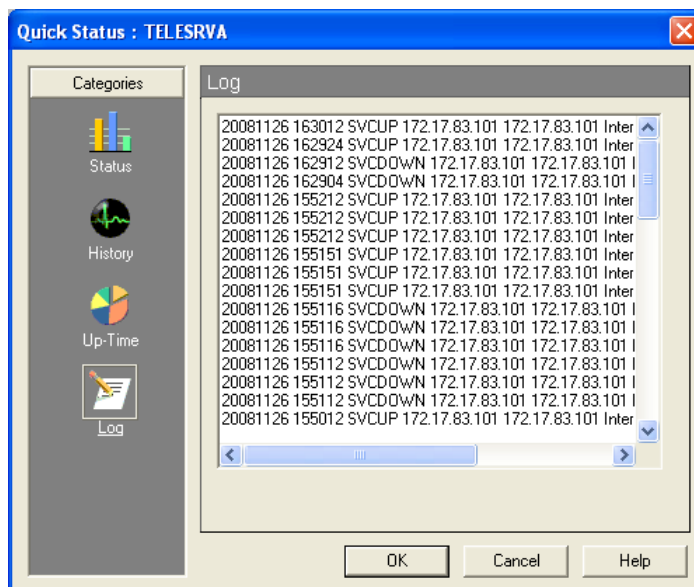 Quick Status : TELESRVA
Categories
Status
History
Up-Time
Log
Log
20081126 163012 SVCUP 172.17.83.101 172.17.83.101 Inter
20081126 162924 SVCUP 172.17.83.101 172.17.83.101 Inter
20081126 162912 SVCDOWN 172.17.83.101 172.17.83.101 I
20081126 162904 SVCDOWN 172.17.83.101 172.17.83.101 I
20081126 155212 SVCUP 172.17.83.101 172.17.83.101 Inter
20081126 155212 SVCUP 172.17.83.101 172.17.83.101 Inter
20081126 155212 SVCUP 172.17.83.101 172.17.83.101 Inter
20081126 155151 SVCUP 172.17.83.101 172.17.83.101 Inter
20081126 155151 SVCUP 172.17.83.101 172.17.83.101 Inter
20081126 155151 SVCUP 172.17.83.101 172.17.83.101 Inter
20081126 155116 SVCDOWN 172.17.83.101 172.17.83.101 I
20081126 155116 SVCDOWN 172.17.83.101 172.17.83.101 I
20081126 155116 SVCDOWN 172.17.83.101 172.17.83.101 I
20081126 155112 SVCDOWN 172.17.83.101 172.17.83.101 I
20081126 155112 SVCDOWN 172.17.83.101 172.17.83.101 I
20081126 155112 SVCDOWN 172.17.83.101 172.17.83.101 I
20081126 155012 SVCUP 172.17.83.101 172.17.83.101 Inter
OK
Cancel
Help